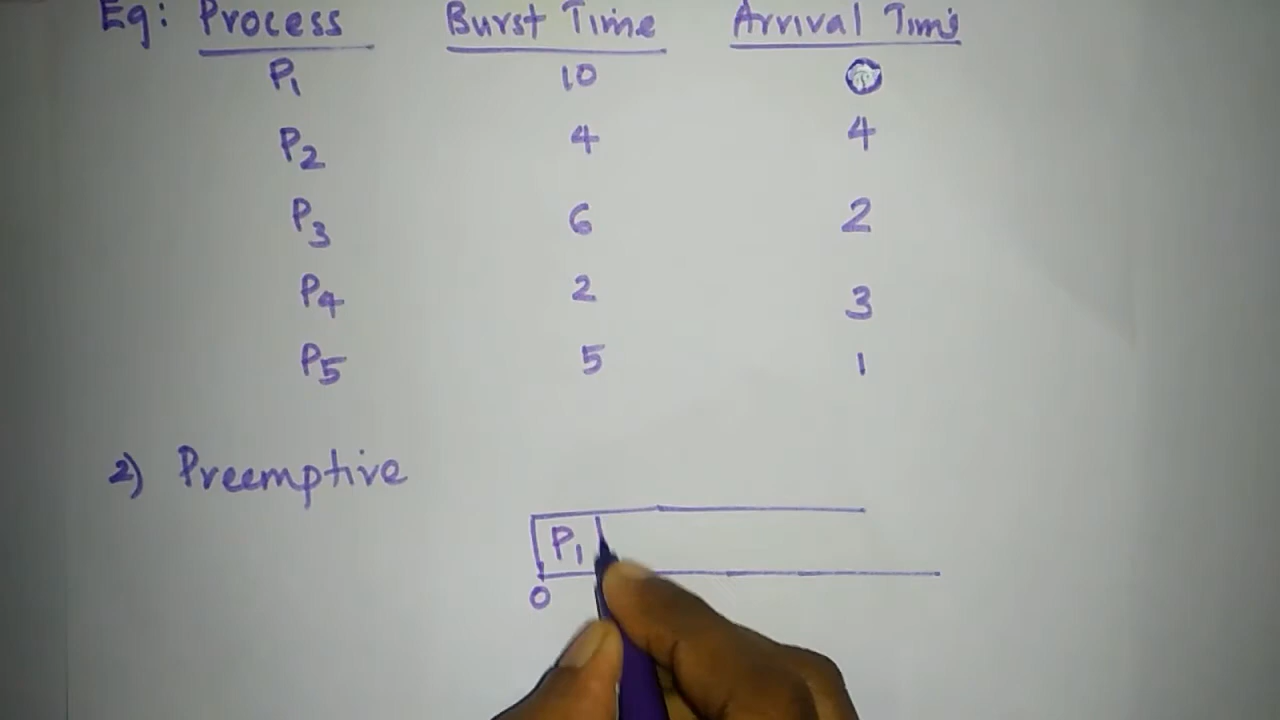 Eg: Process Burst Time Arrival Time
P1 10 0
P2 4 4
P3 6 2
P4 2 3
P5 5 1
2) Preemptive
P1
0